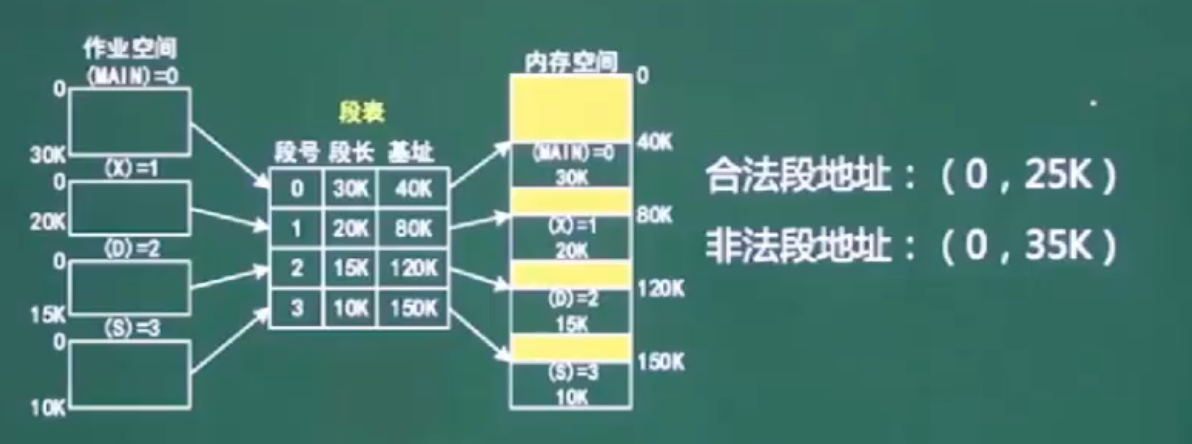 作业空间
(MAIN)=0
0
30K
(X)=1
0
20K
(D)=2
0
15K
(S)=3
0
10K
段表
段号 段长 基址
0 30K 40K
1 20K 80K
2 15K 120K
3 10K 150K
内存空间
0
40K
(MAIN)=0
30K
80K
(X)=1
20K
120K
(D)=2
15K
150K
(S)=3
10K
合法段地址：（0，25K）
非法段地址：（0，35K）